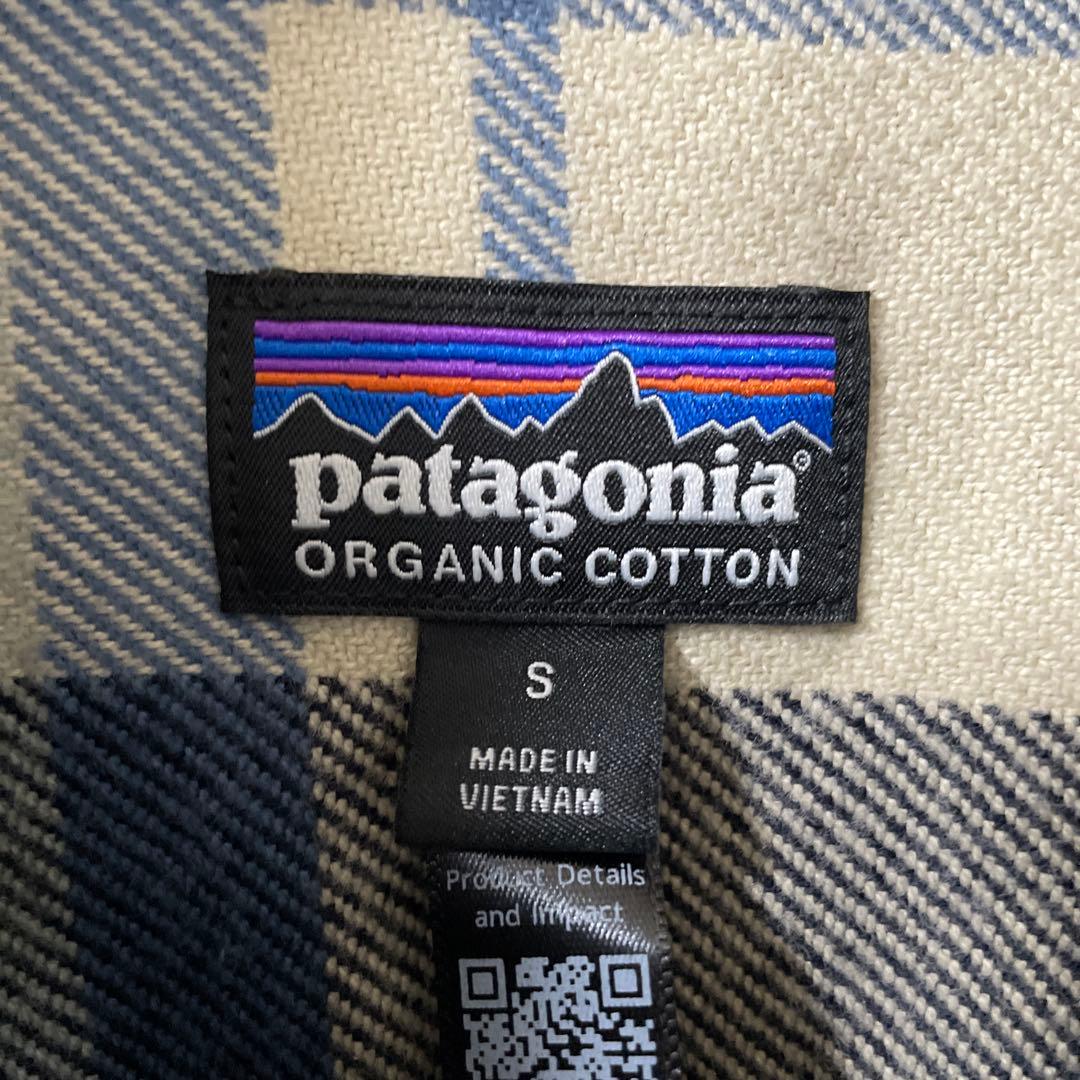 patagonia®
ORGANIC COTTON
S
MADE IN
VIETNAM
Product Details
and Impact